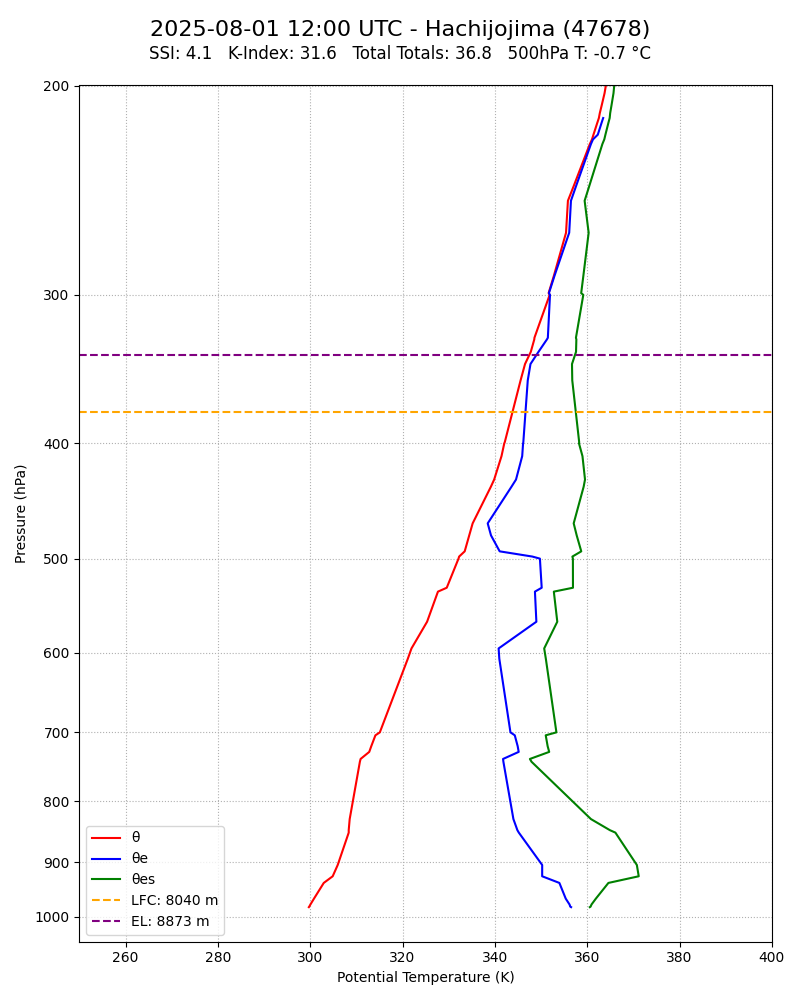 2025-08-01 12:00 UTC - Hachijojima (47678)
SSI: 4.1   K-Index: 31.6   Total Totals: 36.8   500hPa T: -0.7 °C
200
300
400
500
600
700
800
900
1000
Pressure (hPa)
θ
θe
θes
LFC: 8040 m
EL: 8873 m
260 280 300 320 340 360 380 400
Potential Temperature (K)